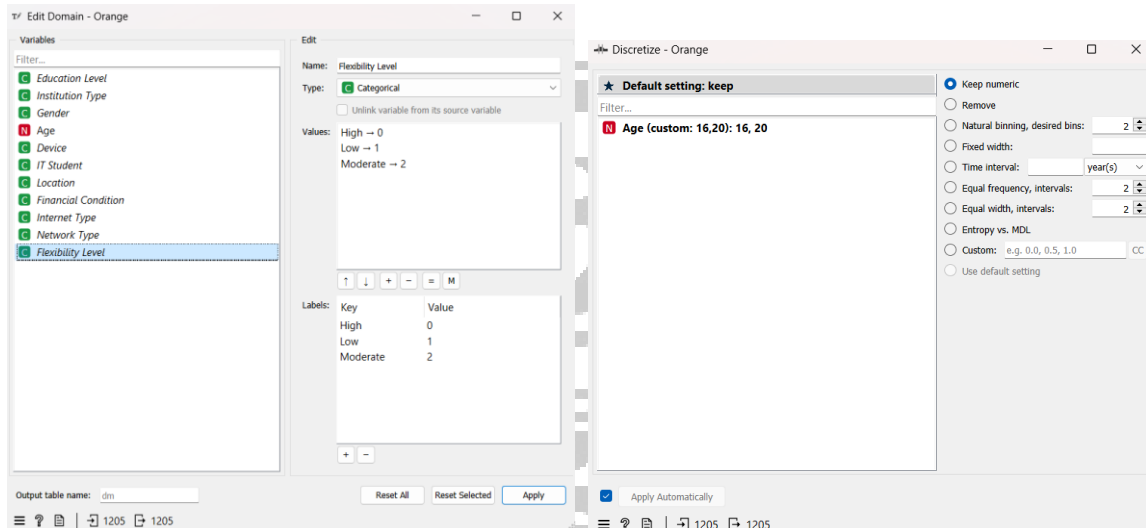 Edit Domain - Orange
Variables
Filter...
C Education Level
C Institution Type
C Gender
N Age
C Device
C IT Student
C Location
C Financial Condition
C Internet Type
C Network Type
C Flexibility Level
Output table name: dm
1205 1205
Edit
Name: Flexibility Level
Type: C Categorical
Unlink variable from its source variable
Values: High → 0
Low → 1
Moderate → 2
↑ ↓ + − = M
Labels: Key Value
High 0
Low 1
Moderate 2
+ −
Reset All Reset Selected Apply
Discretize - Orange
★ Default setting: keep
Filter...
N Age (custom: 16,20): 16, 20
Keep numeric
Remove
Natural binning, desired bins: 2
Fixed width:
Time interval: year(s)
Equal frequency, intervals: 2
Equal width, intervals: 2
Entropy vs. MDL
Custom: e.g. 0.0, 0.5, 1.0 CC
Use default setting
Apply Automatically
1205 1205